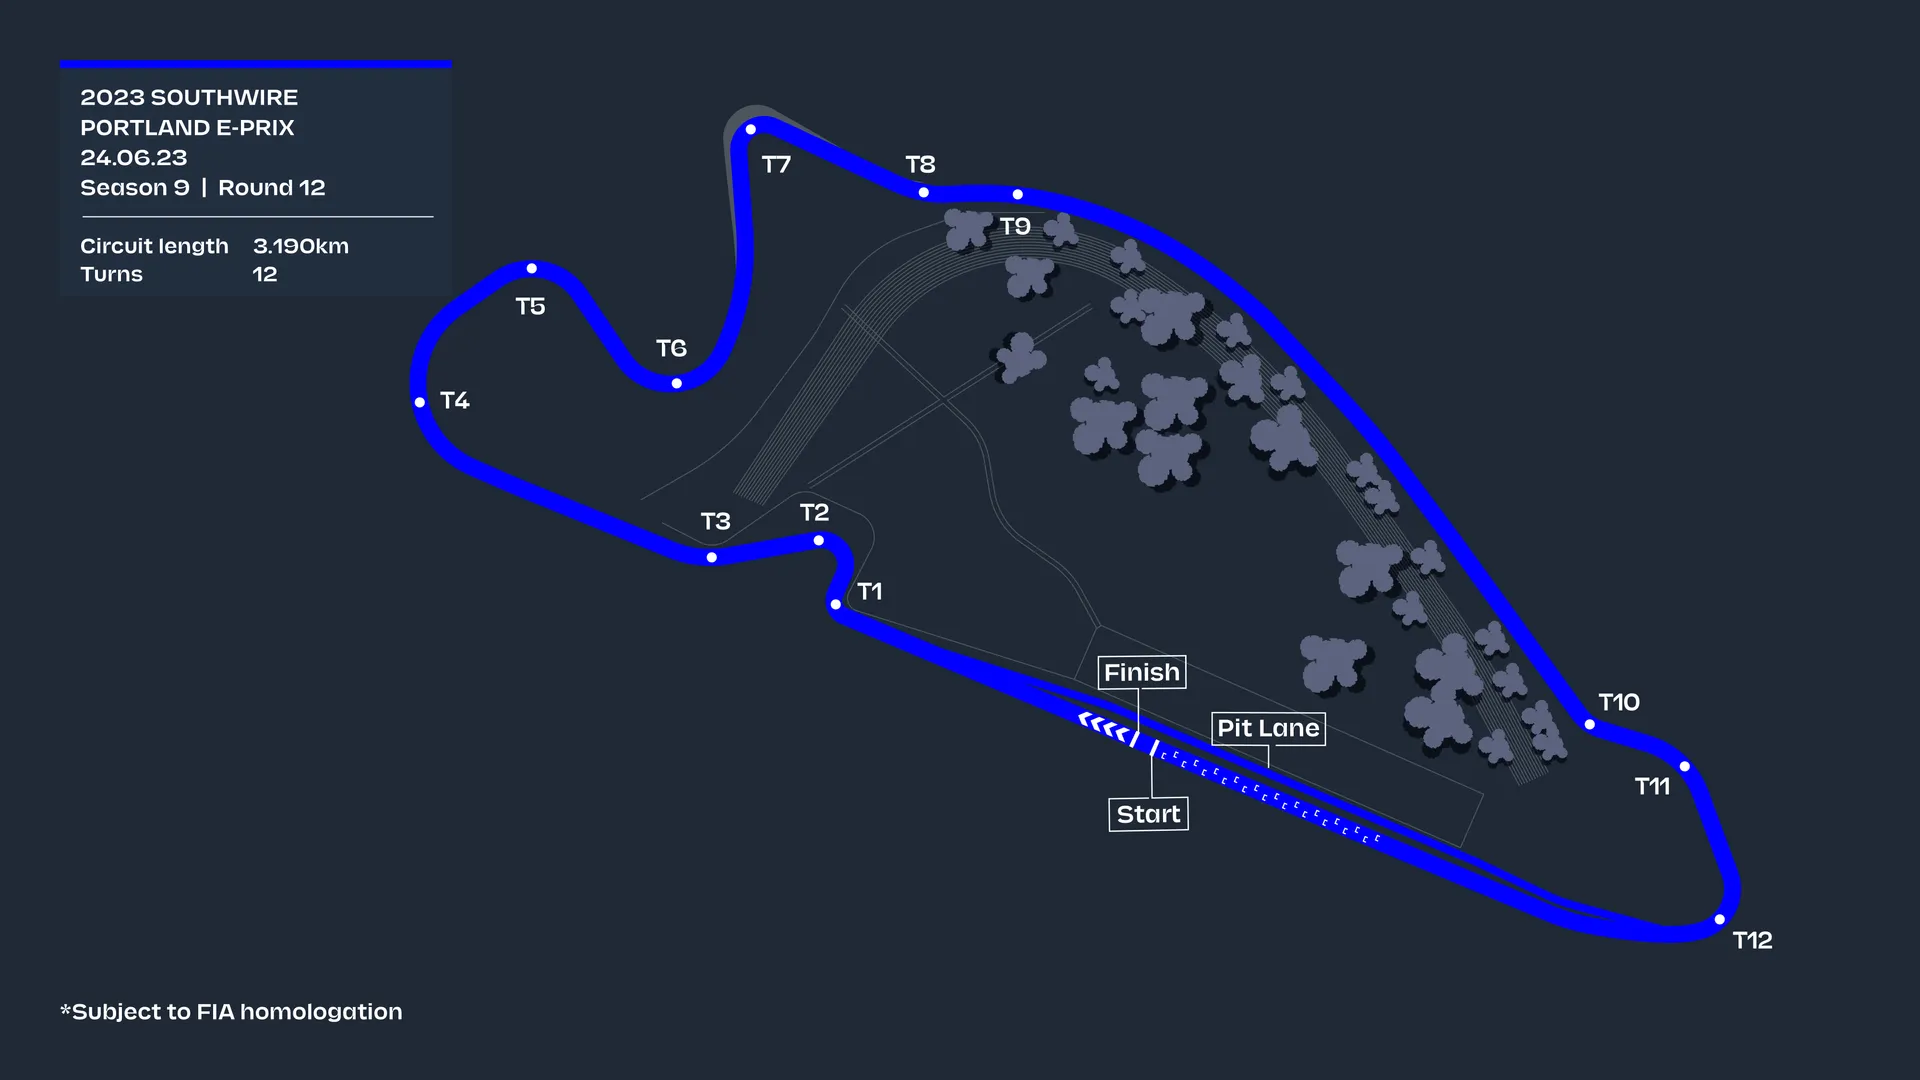 2023 SOUTHWIRE
PORTLAND E-PRIX
24.06.23
Season 9 | Round 12
Circuit length 3.190km
Turns 12
T7
T8
T9
T5
T6
T4
T3
T2
T1
Finish
Pit Lane
Start
T10
T11
T12
*Subject to FIA homologation